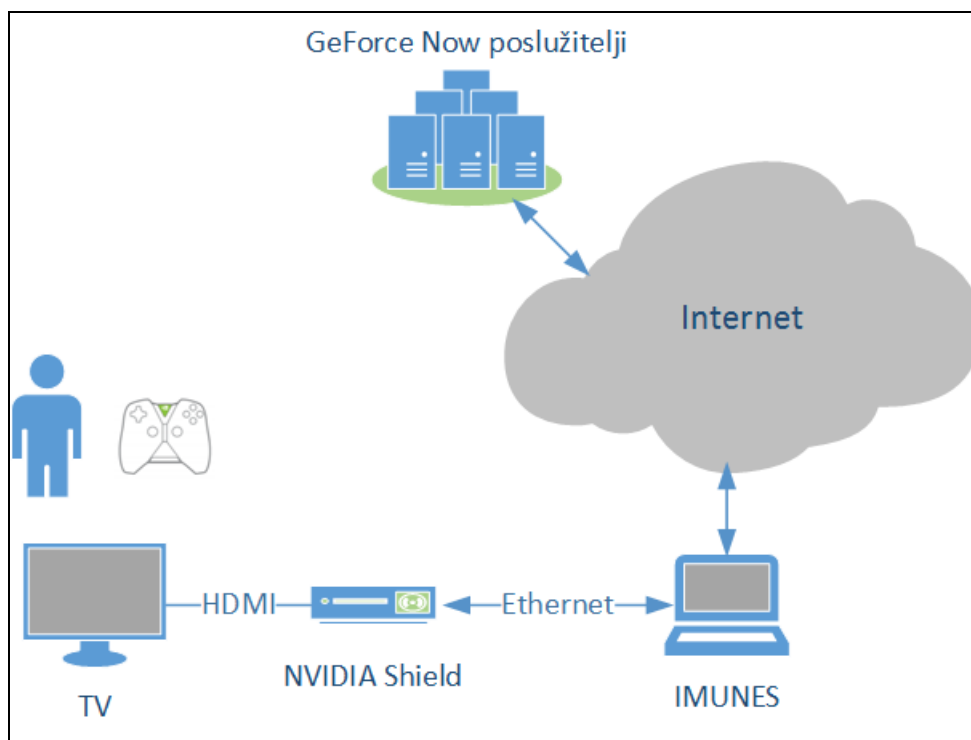 GeForce Now poslužitelji
Internet
HDMI
Ethernet
NVIDIA Shield
TV
IMUNES